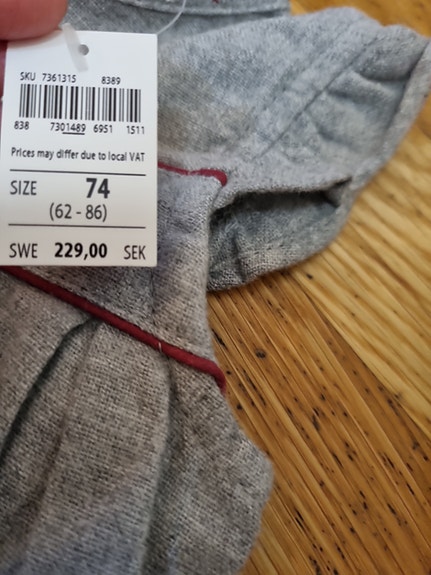 SKU 7361315 8389
838 7301489 6951 1511
Prices may differ due to local VAT
SIZE 74
(62 - 86)
SWE 229,00 SEK